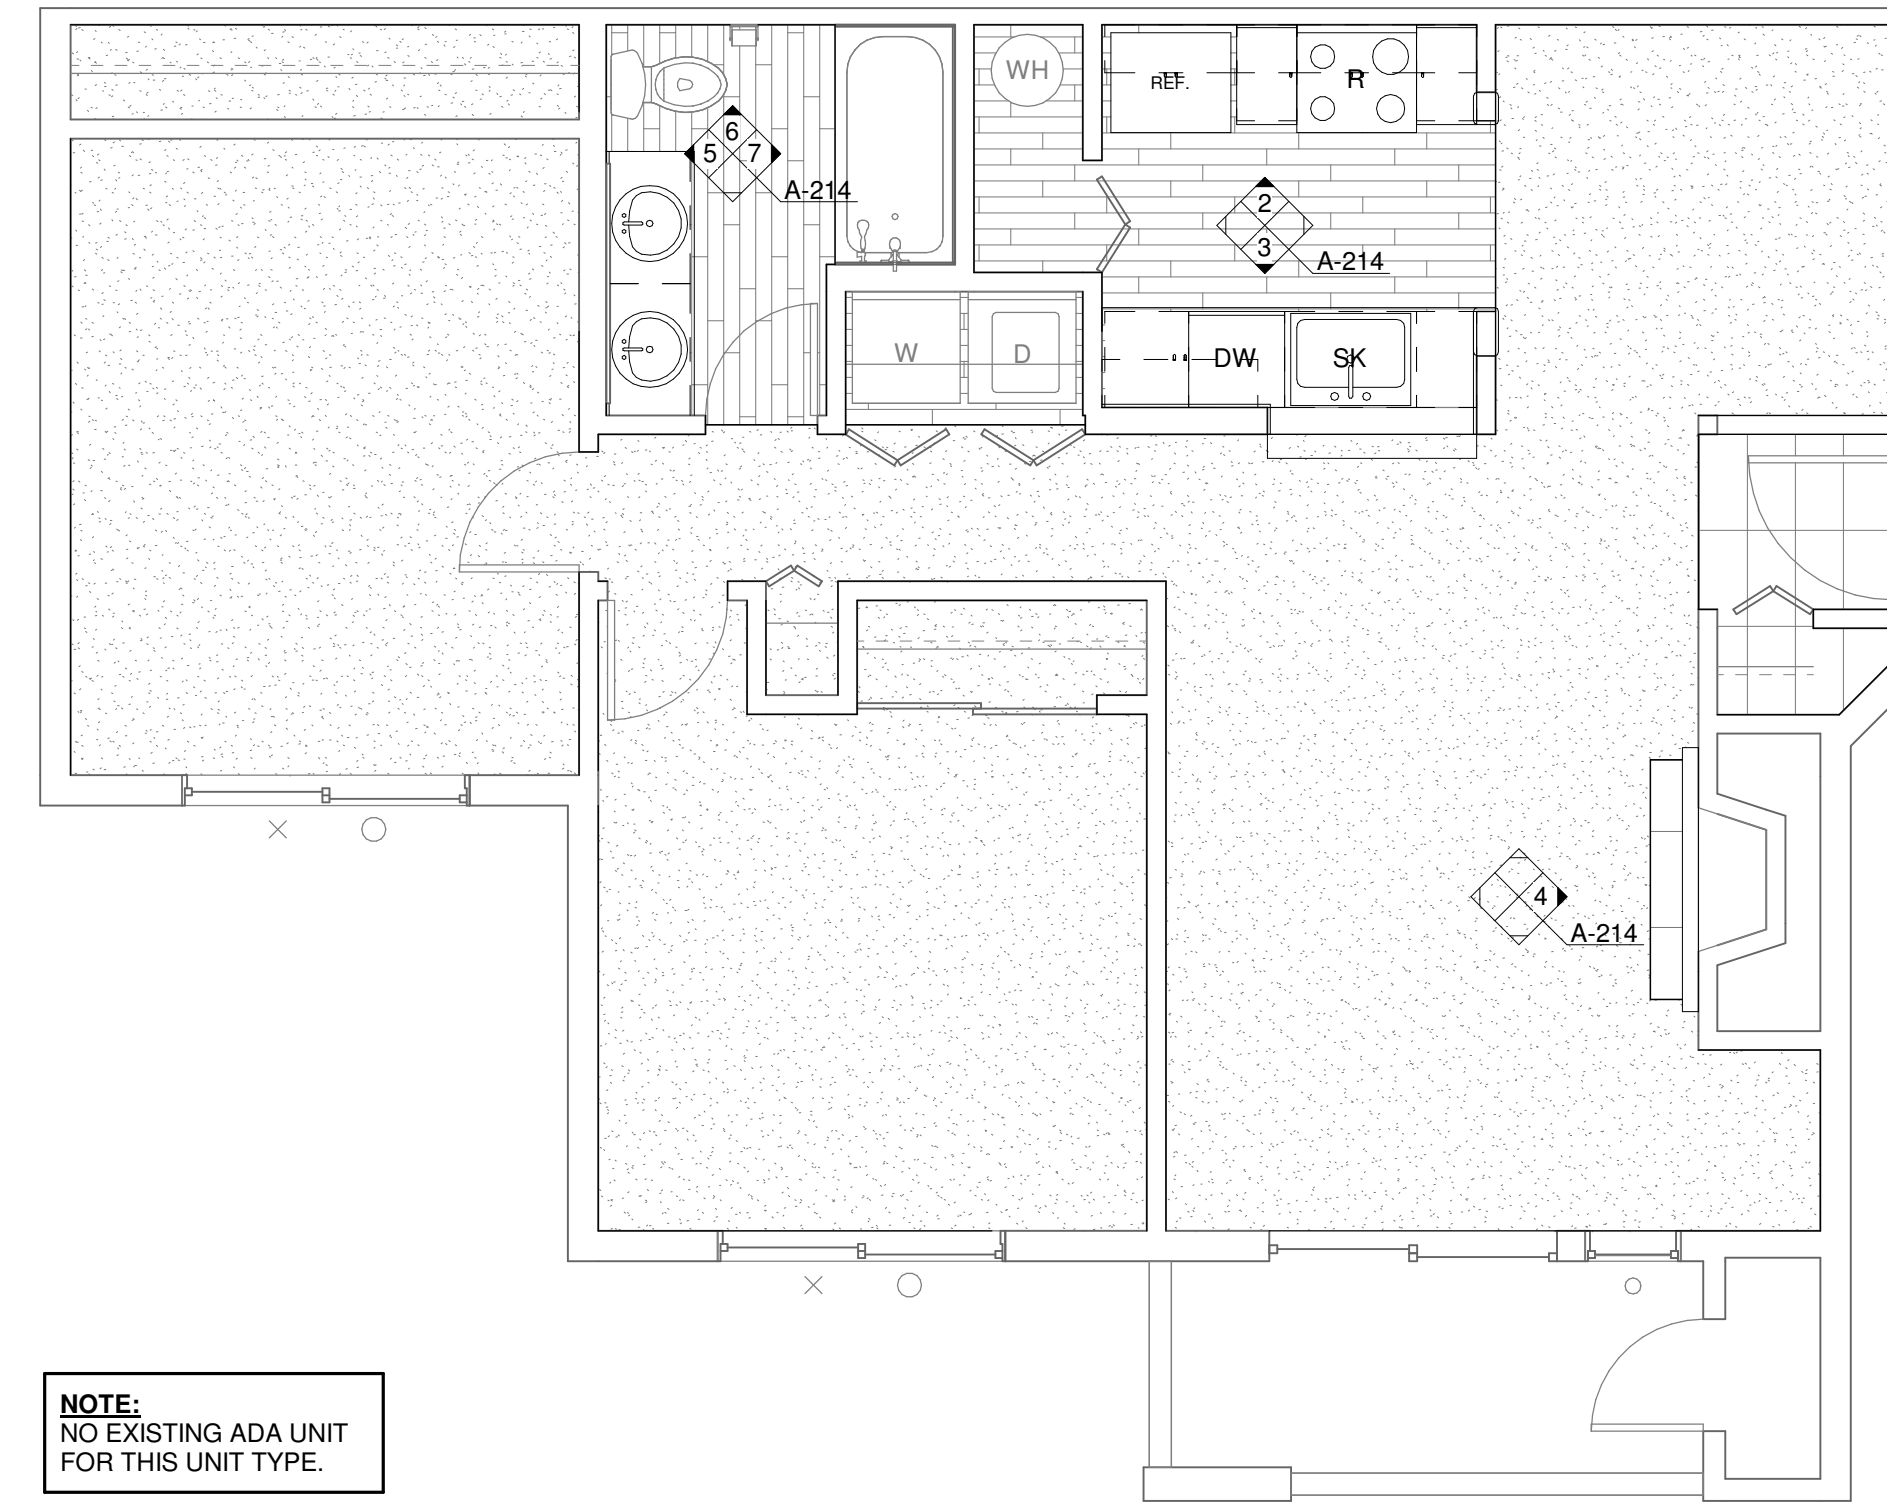 WH
REF.
R
6
5 7
A-214
2
3
A-214
W
D
DW
SK
4
A-214
NOTE:
NO EXISTING ADA UNIT
FOR THIS UNIT TYPE.